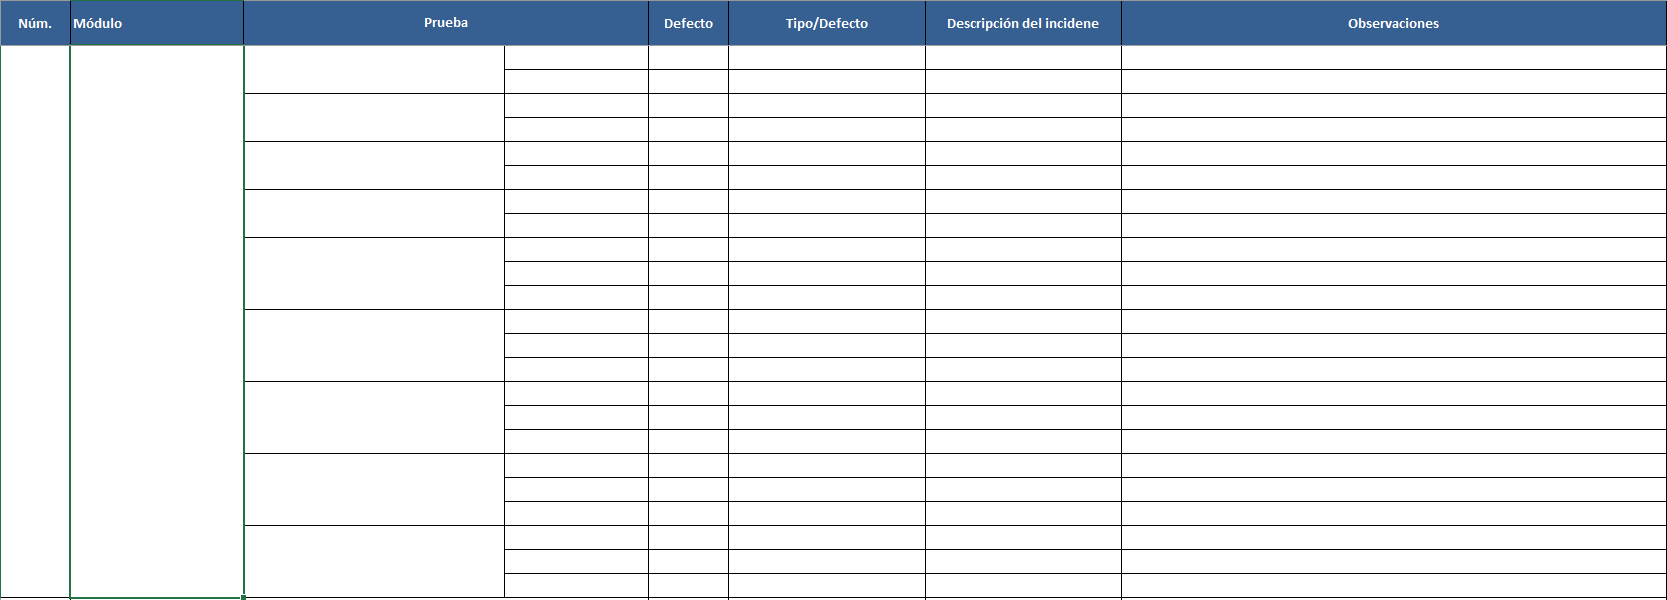 Núm.
Módulo
Prueba
Defecto
Tipo/Defecto
Descripción del incidene
Observaciones